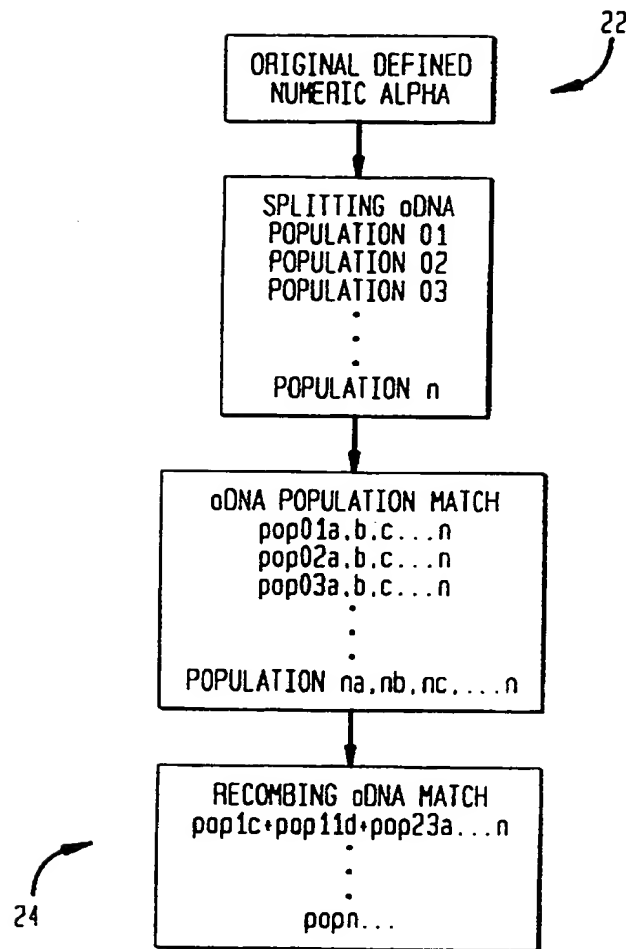 22
ORIGINAL DEFINED
NUMERIC ALPHA
SPLITTING oDNA
POPULATION 01
POPULATION 02
POPULATION 03
.
.
.
POPULATION n
oDNA POPULATION MATCH
pop01a,b,c...n
pop02a,b,c...n
pop03a,b,c...n
.
.
.
POPULATION na,nb,nc,...n
RECOMBING oDNA MATCH
pop1c+pop11d+pop23a...n
.
.
.
popn...
24